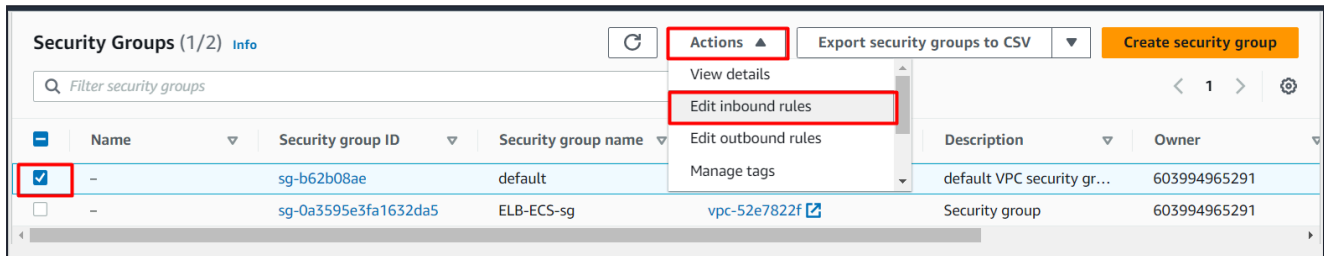 Security Groups (1/2) Info
Actions ▲
Export security groups to CSV ▼
Create security group
Filter security groups
View details
< 1 >
Edit inbound rules
Name
Security group ID
Security group name
Edit outbound rules
Description
Owner
Manage tags
–
sg-b62b08ae
default
default VPC security gr...
603994965291
–
sg-0a3595e3fa1632da5
ELB-ECS-sg
vpc-52e7822f
Security group
603994965291